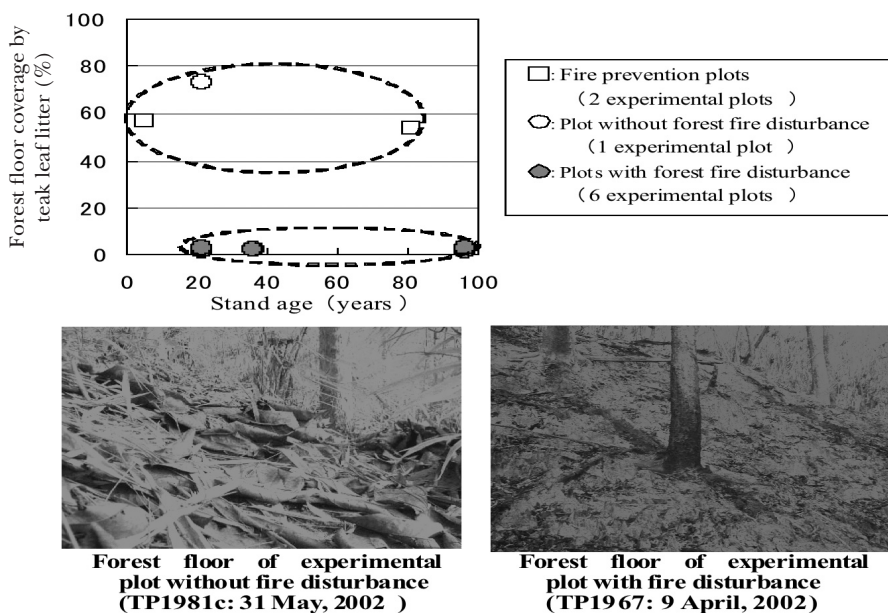 Forest floor coverage by
teak leaf litter (%)
100
80
60
40
20
0
0 20 40 60 80 100
Stand age (years)
□: Fire prevention plots
(2 experimental plots)
○: Plot without forest fire disturbance
(1 experimental plot)
●: Plots with forest fire disturbance
(6 experimental plots)
Forest floor of experimental
plot without fire disturbance
(TP1981c: 31 May, 2002)
Forest floor of experimental
plot with fire disturbance
(TP1967: 9 April, 2002)